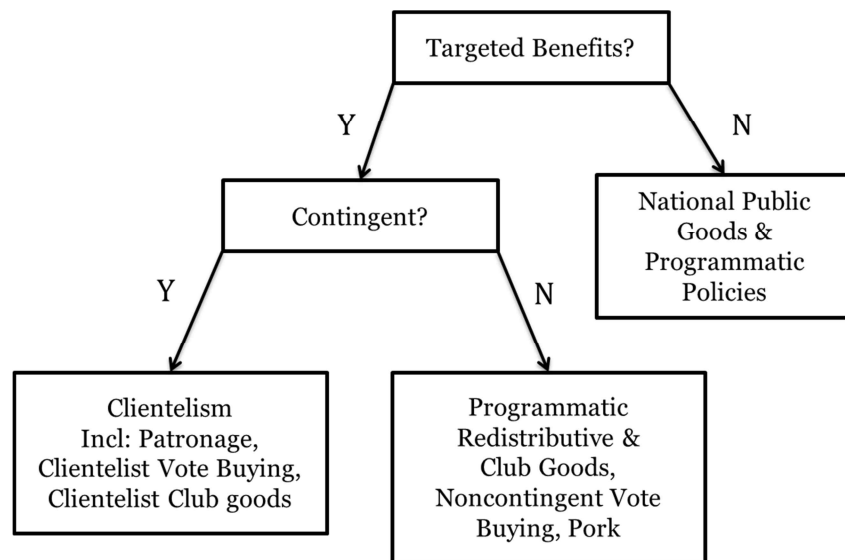 Targeted Benefits?
Y
N
Contingent?
National Public
Goods &
Programmatic
Policies
Y
N
Clientelism
Incl: Patronage,
Clientelist Vote Buying,
Clientelist Club goods
Programmatic
Redistributive &
Club Goods,
Noncontingent Vote
Buying, Pork